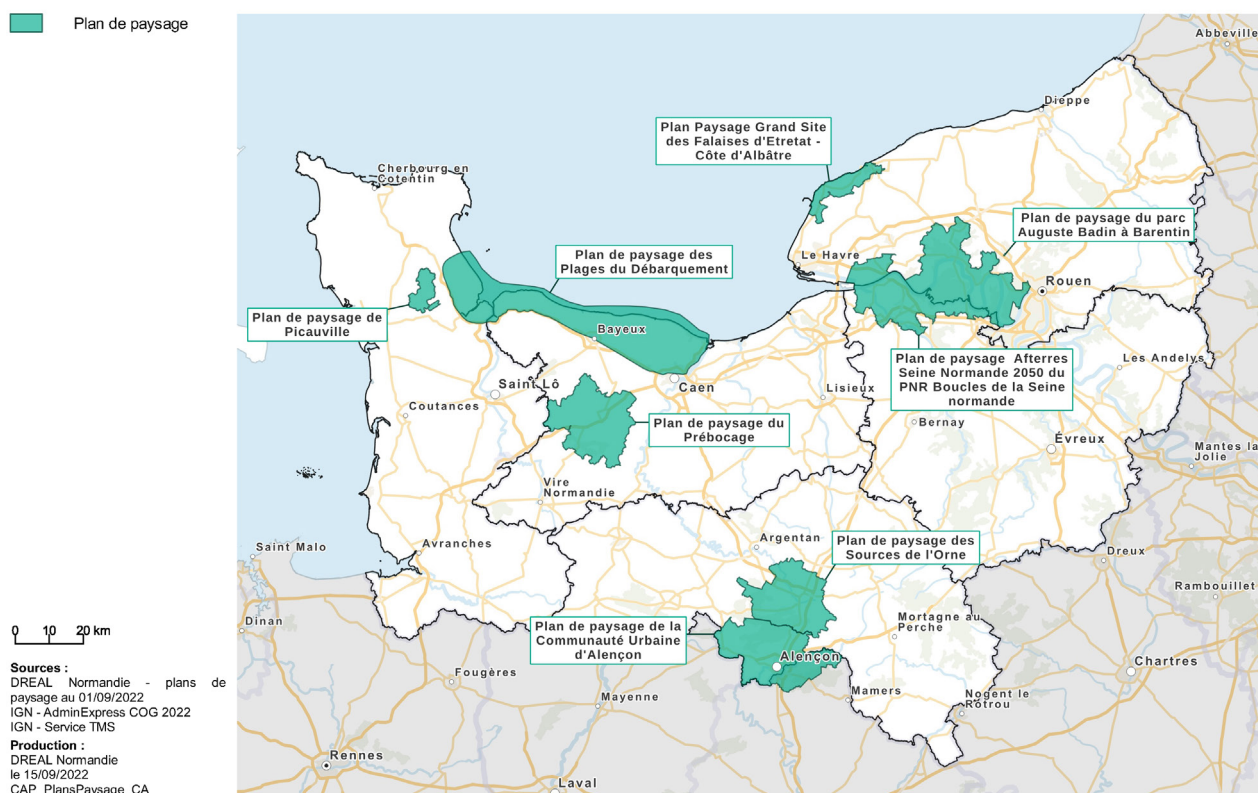 Plan de paysage
Abbeville
Dieppe
Plan Paysage Grand Site
des Falaises d'Etretat -
Côte d'Albâtre
Cherbourg en
Cotentin
Plan de paysage du parc
Auguste Badin à Barentin
Plan de paysage des
Plages du Débarquement
Le Havre
Rouen
Plan de paysage de
Picauville
Bayeux
Plan de paysage Afterres
Seine Normande 2050 du
PNR Boucles de la Seine
normande
Les Andelys
Saint Lô
Caen
Lisieux
Coutances
Plan de paysage du
Prébocage
Bernay
Évreux
Mantes la
Jolie
Vire
Normandie
Saint Malo
Avranches
Argentan
Plan de paysage des
Sources de l'Orne
Dreux
Rambouillet
Dinan
Plan de paysage de la
Communauté Urbaine
d'Alençon
Mortagne au
Perche
Alençon
Chartres
Fougères
Mayenne
Mamers
Nogent le
Rotrou
Rennes
Laval
0 10 20 km
Sources :
DREAL Normandie - plans de
paysage au 01/09/2022
IGN - AdminExpress COG 2022
IGN - Service TMS
Production :
DREAL Normandie
le 15/09/2022
CAP_PlansPaysage_CA